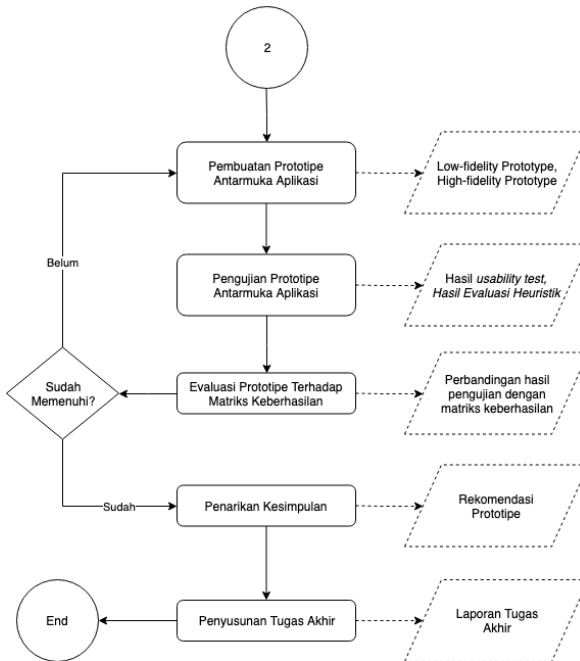 2
Pembuatan Prototipe
Antarmuka Aplikasi
Low-fidelity Prototype,
High-fidelity Prototype
Belum
Pengujian Prototipe
Antarmuka Aplikasi
Hasil usability test,
Hasil Evaluasi Heuristik
Sudah
Memenuhi?
Evaluasi Prototipe Terhadap
Matriks Keberhasilan
Perbandingan hasil
pengujian dengan
matriks keberhasilan
Sudah
Penarikan Kesimpulan
Rekomendasi
Prototipe
End
Penyusunan Tugas Akhir
Laporan Tugas
Akhir